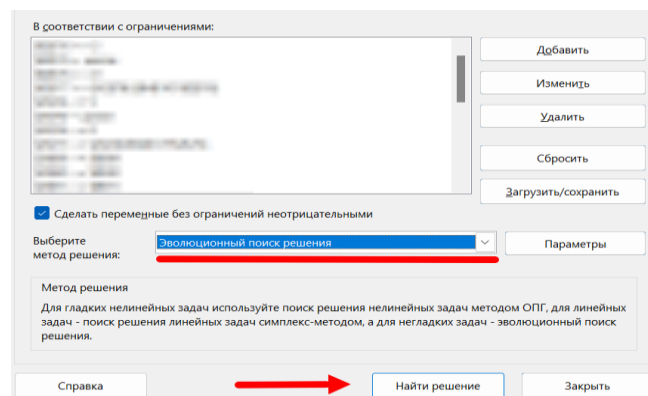 В соответствии с ограничениями:
Добавить
Изменить
Удалить
Сбросить
Загрузить/сохранить
Сделать переменные без ограничений неотрицательными
Выберите
метод решения:
Эволюционный поиск решения
Параметры
Метод решения
Для гладких нелинейных задач используйте поиск решения нелинейных задач методом ОПГ, для линейных
задач - поиск решения линейных задач симплекс-методом, а для негладких задач - эволюционный поиск
решения.
Справка
Найти решение
Закрыть